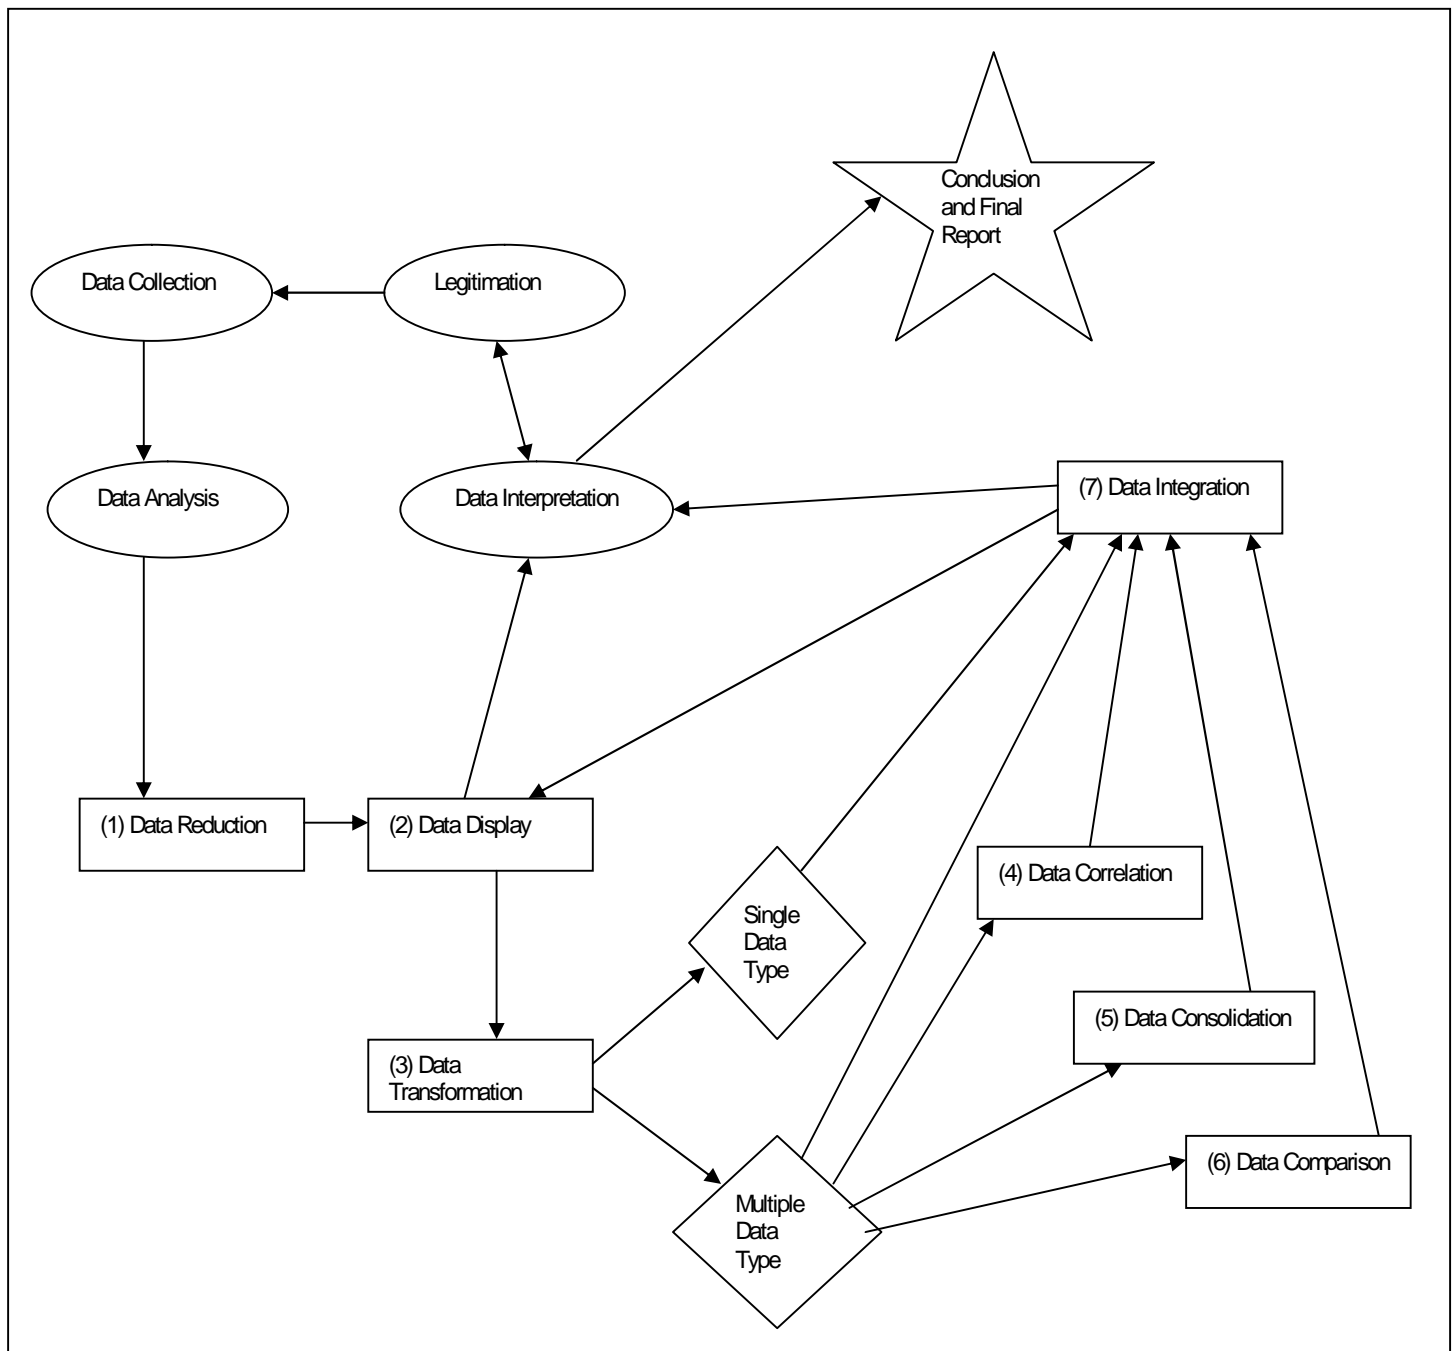 Conclusion
and Final
Report
Data Collection
Legitimation
Data Analysis
Data Interpretation
(7) Data Integration
(1) Data Reduction
(2) Data Display
(4) Data Correlation
Single
Data
Type
(5) Data Consolidation
(3) Data
Transformation
(6) Data Comparison
Multiple
Data
Type